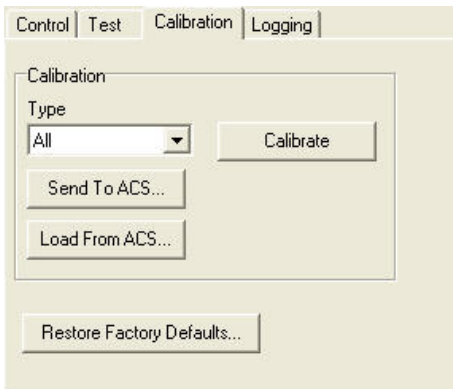 Control Test Calibration Logging
Calibration
Type
All
Calibrate
Send To ACS...
Load From ACS...
Restore Factory Defaults...